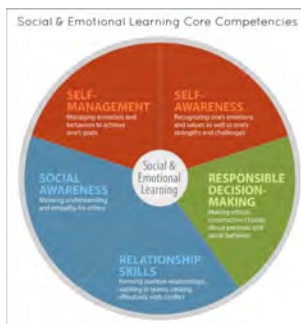 Social & Emotional Learning Core Competencies
SELF-
MANAGEMENT
Managing emotions and
behaviors to achieve
one's goals
SELF-
AWARENESS
Recognizing one's emotions
and values as well as one's
strengths and challenges
SOCIAL
AWARENESS
Showing understanding
and empathy for others
Social &
Emotional
Learning
RESPONSIBLE
DECISION-
MAKING
Making ethical,
constructive choices
about personal and
social behavior
RELATIONSHIP
SKILLS
Forming positive relationships,
working in teams, dealing
effectively with conflict